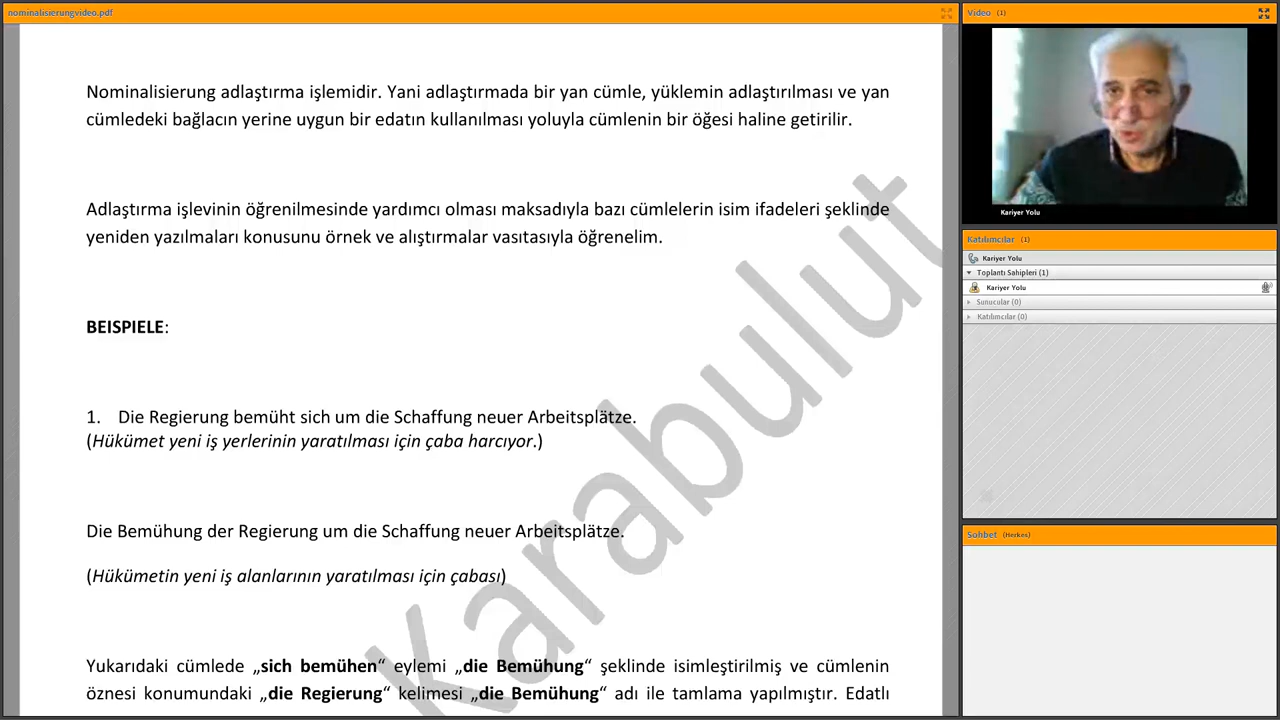 nominalisierungvideo.pdf
Nominalisierung adlaştırma işlemidir. Yani adlaştırmada bir yan cümle, yüklemin adlaştırılması ve yan
cümledeki bağlacın yerine uygun bir edatın kullanılması yoluyla cümlenin bir öğesi haline getirilir.
Adlaştırma işlevinin öğrenilmesinde yardımcı olması maksadıyla bazı cümlelerin isim ifadeleri şeklinde
yeniden yazılmaları konusunu örnek ve alıştırmalar vasıtasıyla öğrenelim.
BEISPIELE:
1. Die Regierung bemüht sich um die Schaffung neuer Arbeitsplätze.
(Hükümet yeni iş yerlerinin yaratılması için çaba harcıyor.)
Die Bemühung der Regierung um die Schaffung neuer Arbeitsplätze.
(Hükümetin yeni iş alanlarının yaratılması için çabası)
Yukarıdaki cümlede „sich bemühen“ eylemi „die Bemühung“ şeklinde isimleştirilmiş ve cümlenin
öznesi konumundaki „die Regierung“ kelimesi „die Bemühung“ adı ile tamlama yapılmıştır. Edatlı
Karabulut
Video (1)
Kariyer Yolu
Katılımcılar (1)
Kariyer Yolu
Toplantı Sahipleri (1)
Kariyer Yolu
Sunucular (0)
Katılımcılar (0)
Sohbet (Herkes)